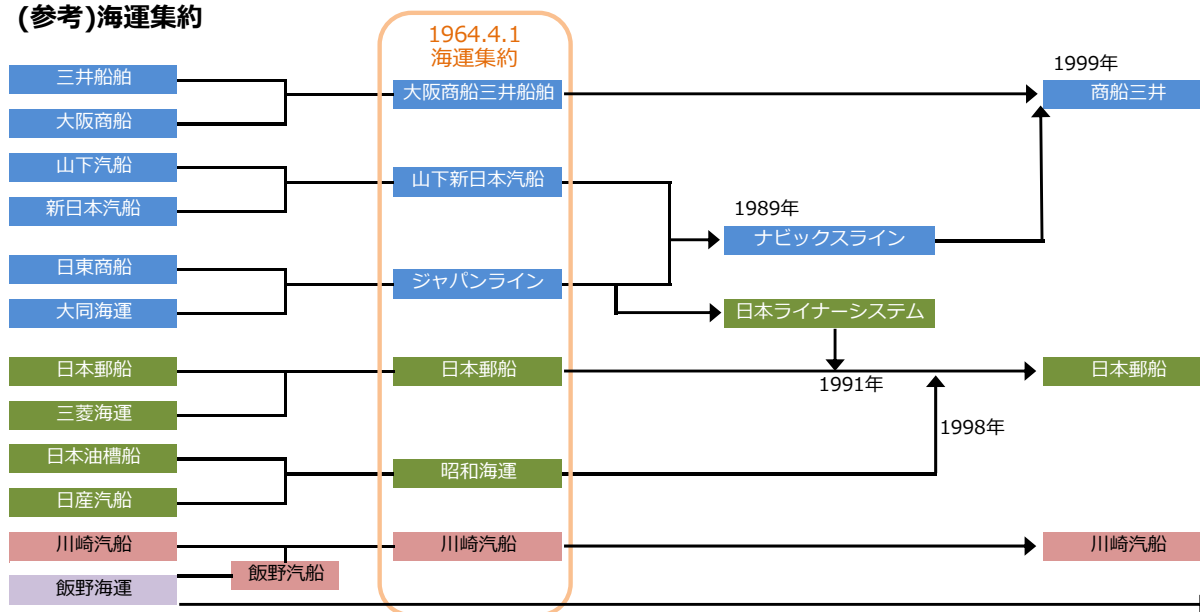 (参考)海運集約
1964.4.1
海運集約
1999年
三井船舶
大阪商船三井船舶
商船三井
大阪商船
山下汽船
山下新日本汽船
新日本汽船
1989年
ナビックスライン
日東商船
ジャパンライン
大同海運
日本ライナーシステム
日本郵船
日本郵船
日本郵船
1991年
三菱海運
1998年
日本油槽船
昭和海運
日産汽船
川崎汽船
川崎汽船
川崎汽船
飯野汽船
飯野海運